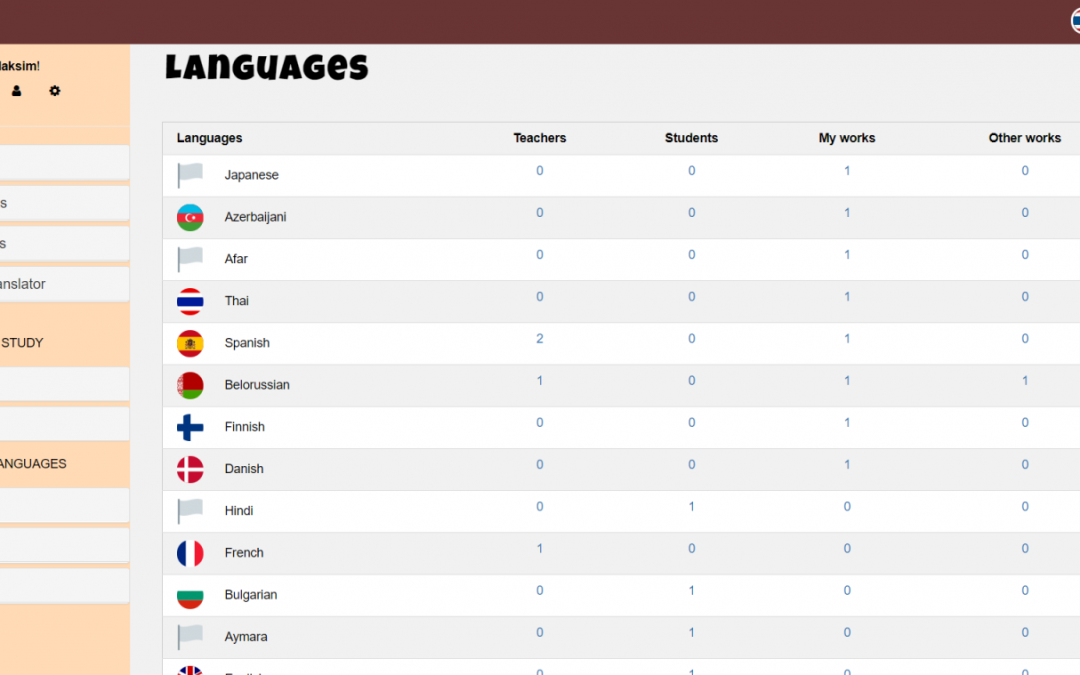 Languages
aksim!
s
s
anslator
STUDY
ANGUAGES
Languages Teachers Students My works Other works
Japanese 0 0 1 0
Azerbaijani 0 0 1 0
Afar 0 0 1 0
Thai 0 0 1 0
Spanish 2 0 1 0
Belorussian 1 0 1 1
Finnish 0 0 1 0
Danish 0 0 1 0
Hindi 0 1 0 0
French 1 0 0 0
Bulgarian 0 1 0 0
Aymara 0 1 0 0
0 1 0 0